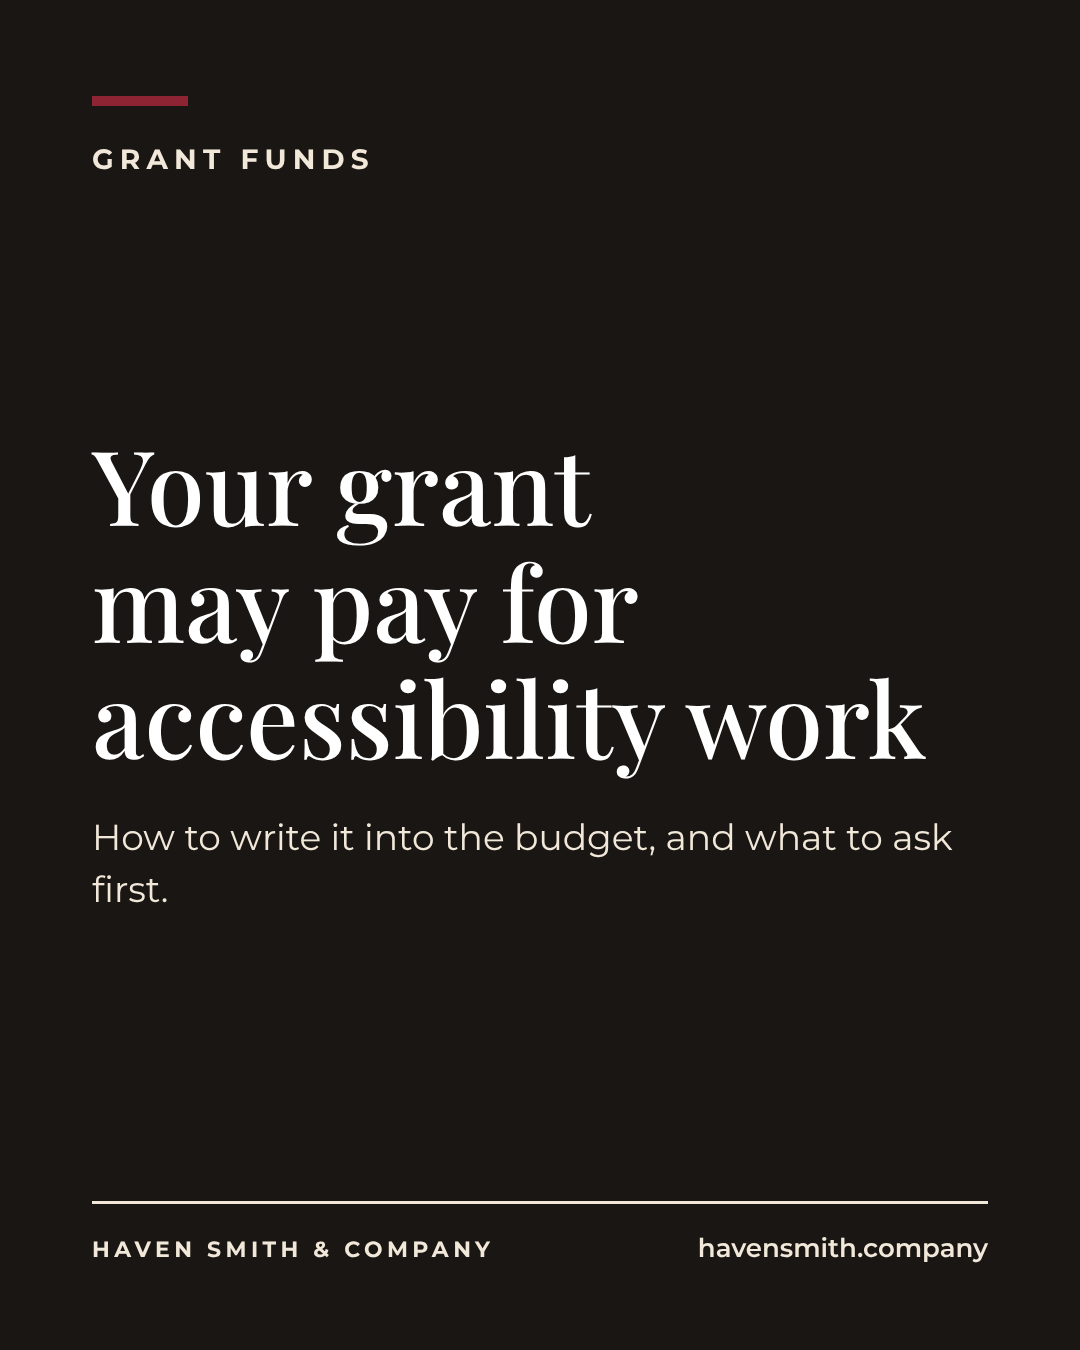 GRANT FUNDS
Your grant
may pay for
accessibility work
How to write it into the budget, and what to ask
first.
HAVEN SMITH & COMPANY
havensmith.company